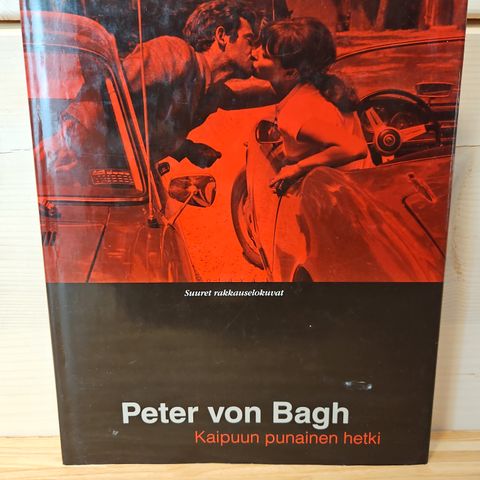 Suuret rakkauselokuvat
Peter von Bagh
Kaipuun punainen hetki